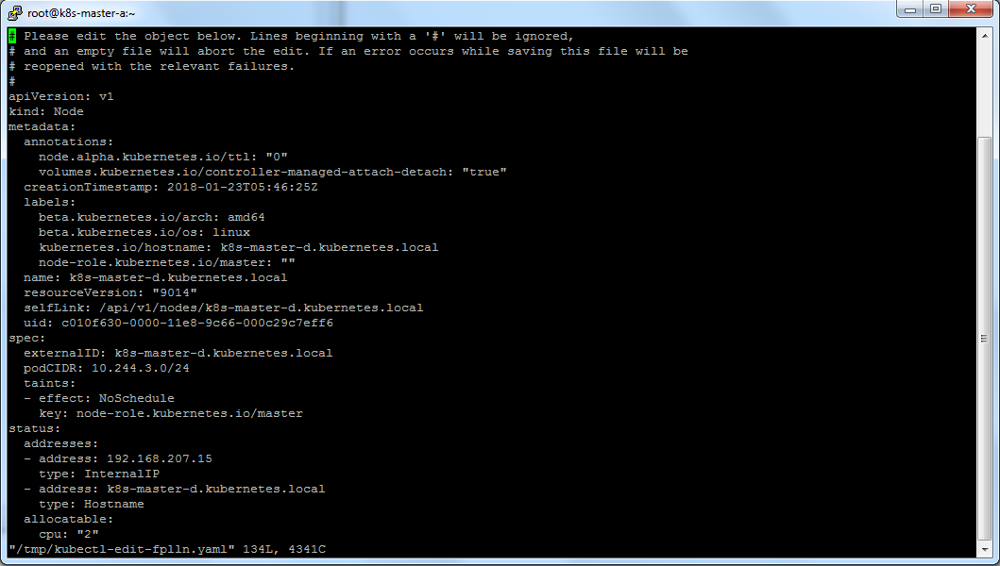 root@k8s-master-a:~
# Please edit the object below. Lines beginning with a '#' will be ignored,
# and an empty file will abort the edit. If an error occurs while saving this file will be
# reopened with the relevant failures.
#
apiVersion: v1
kind: Node
metadata:
  annotations:
    node.alpha.kubernetes.io/ttl: "0"
    volumes.kubernetes.io/controller-managed-attach-detach: "true"
  creationTimestamp: 2018-01-23T05:46:25Z
  labels:
    beta.kubernetes.io/arch: amd64
    beta.kubernetes.io/os: linux
    kubernetes.io/hostname: k8s-master-d.kubernetes.local
    node-role.kubernetes.io/master: ""
  name: k8s-master-d.kubernetes.local
  resourceVersion: "9014"
  selfLink: /api/v1/nodes/k8s-master-d.kubernetes.local
  uid: c010f630-0000-11e8-9c66-000c29c7eff6
spec:
  externalID: k8s-master-d.kubernetes.local
  podCIDR: 10.244.3.0/24
  taints:
  - effect: NoSchedule
    key: node-role.kubernetes.io/master
status:
  addresses:
  - address: 192.168.207.15
    type: InternalIP
  - address: k8s-master-d.kubernetes.local
    type: Hostname
  allocatable:
    cpu: "2"
"/tmp/kubectl-edit-fplln.yaml" 134L, 4341C